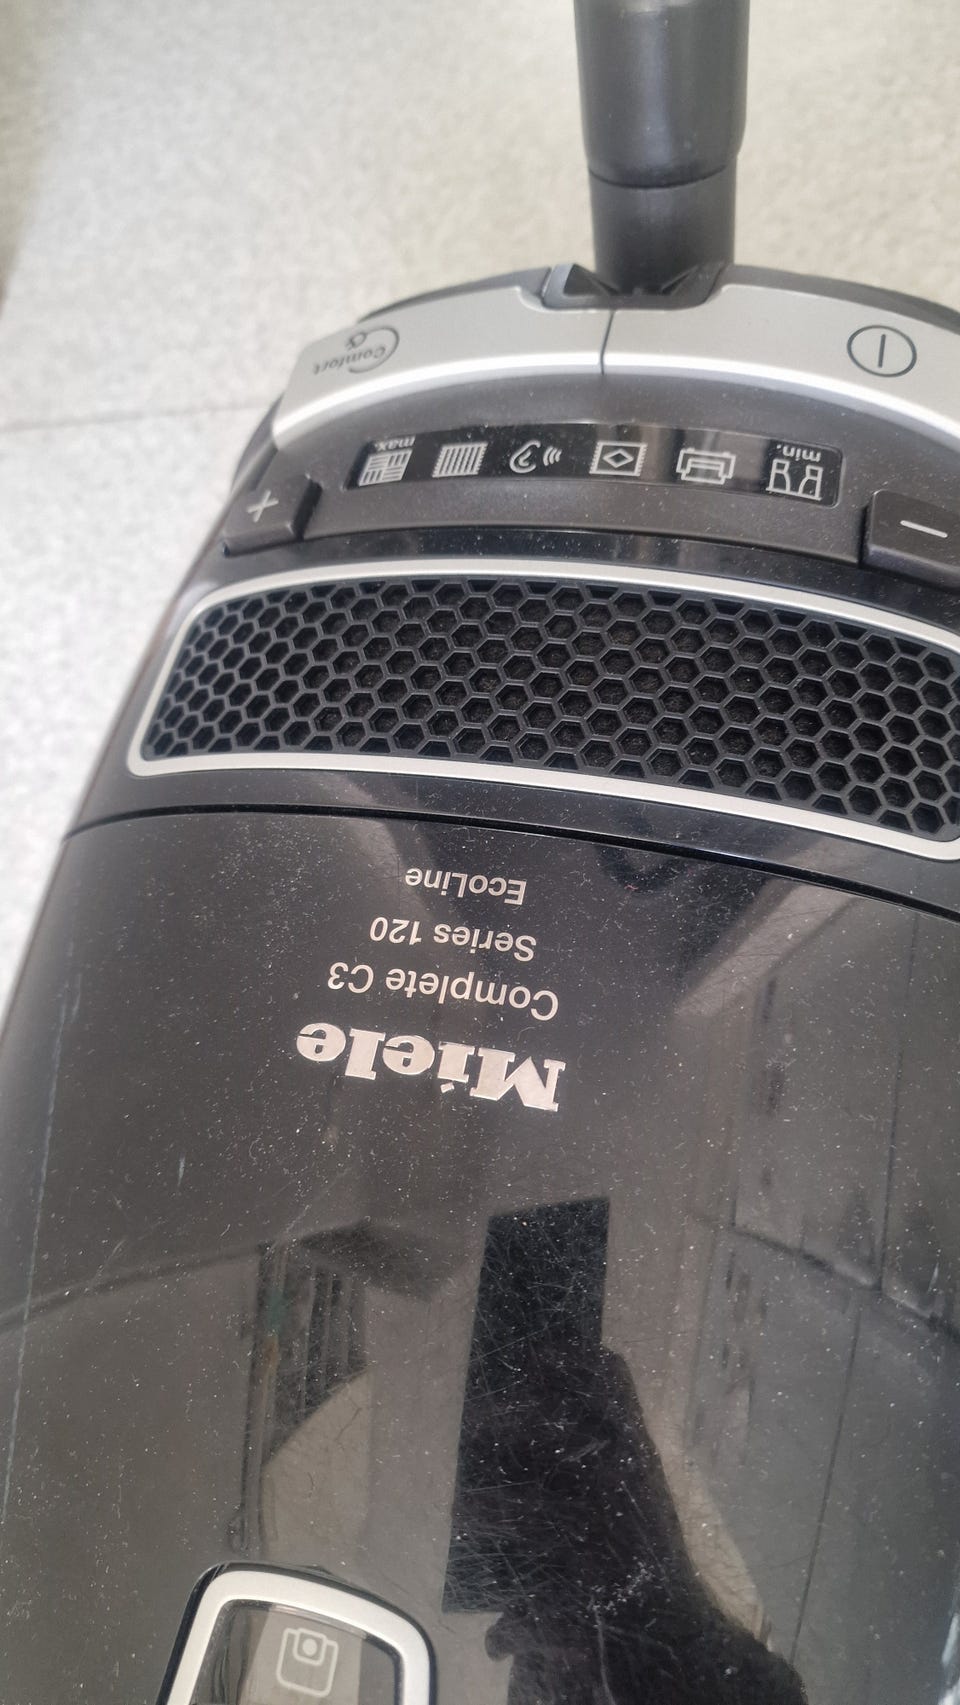 Miele
Complete C3
Series 120
EcoLine
min.
max.
Comfort